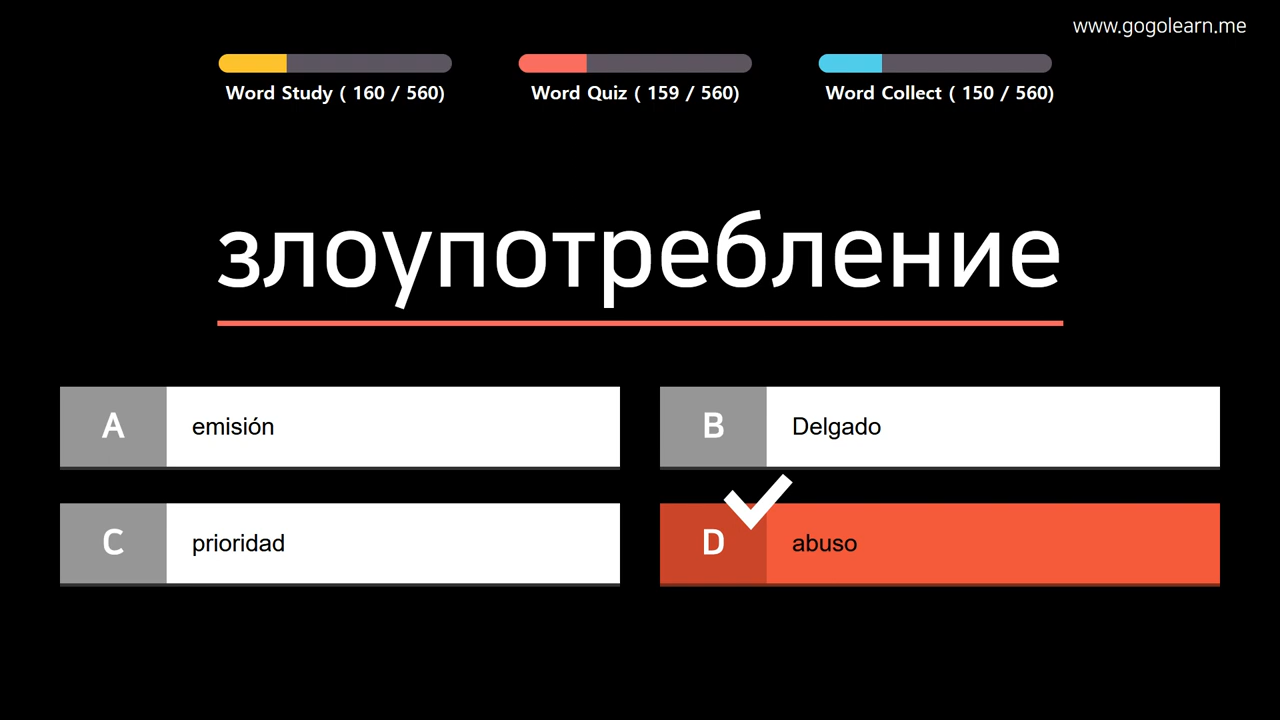 www.gogolearn.me
Word Study ( 160 / 560)
Word Quiz ( 159 / 560)
Word Collect ( 150 / 560)
злоупотребление
A emisión
B Delgado
C prioridad
D abuso